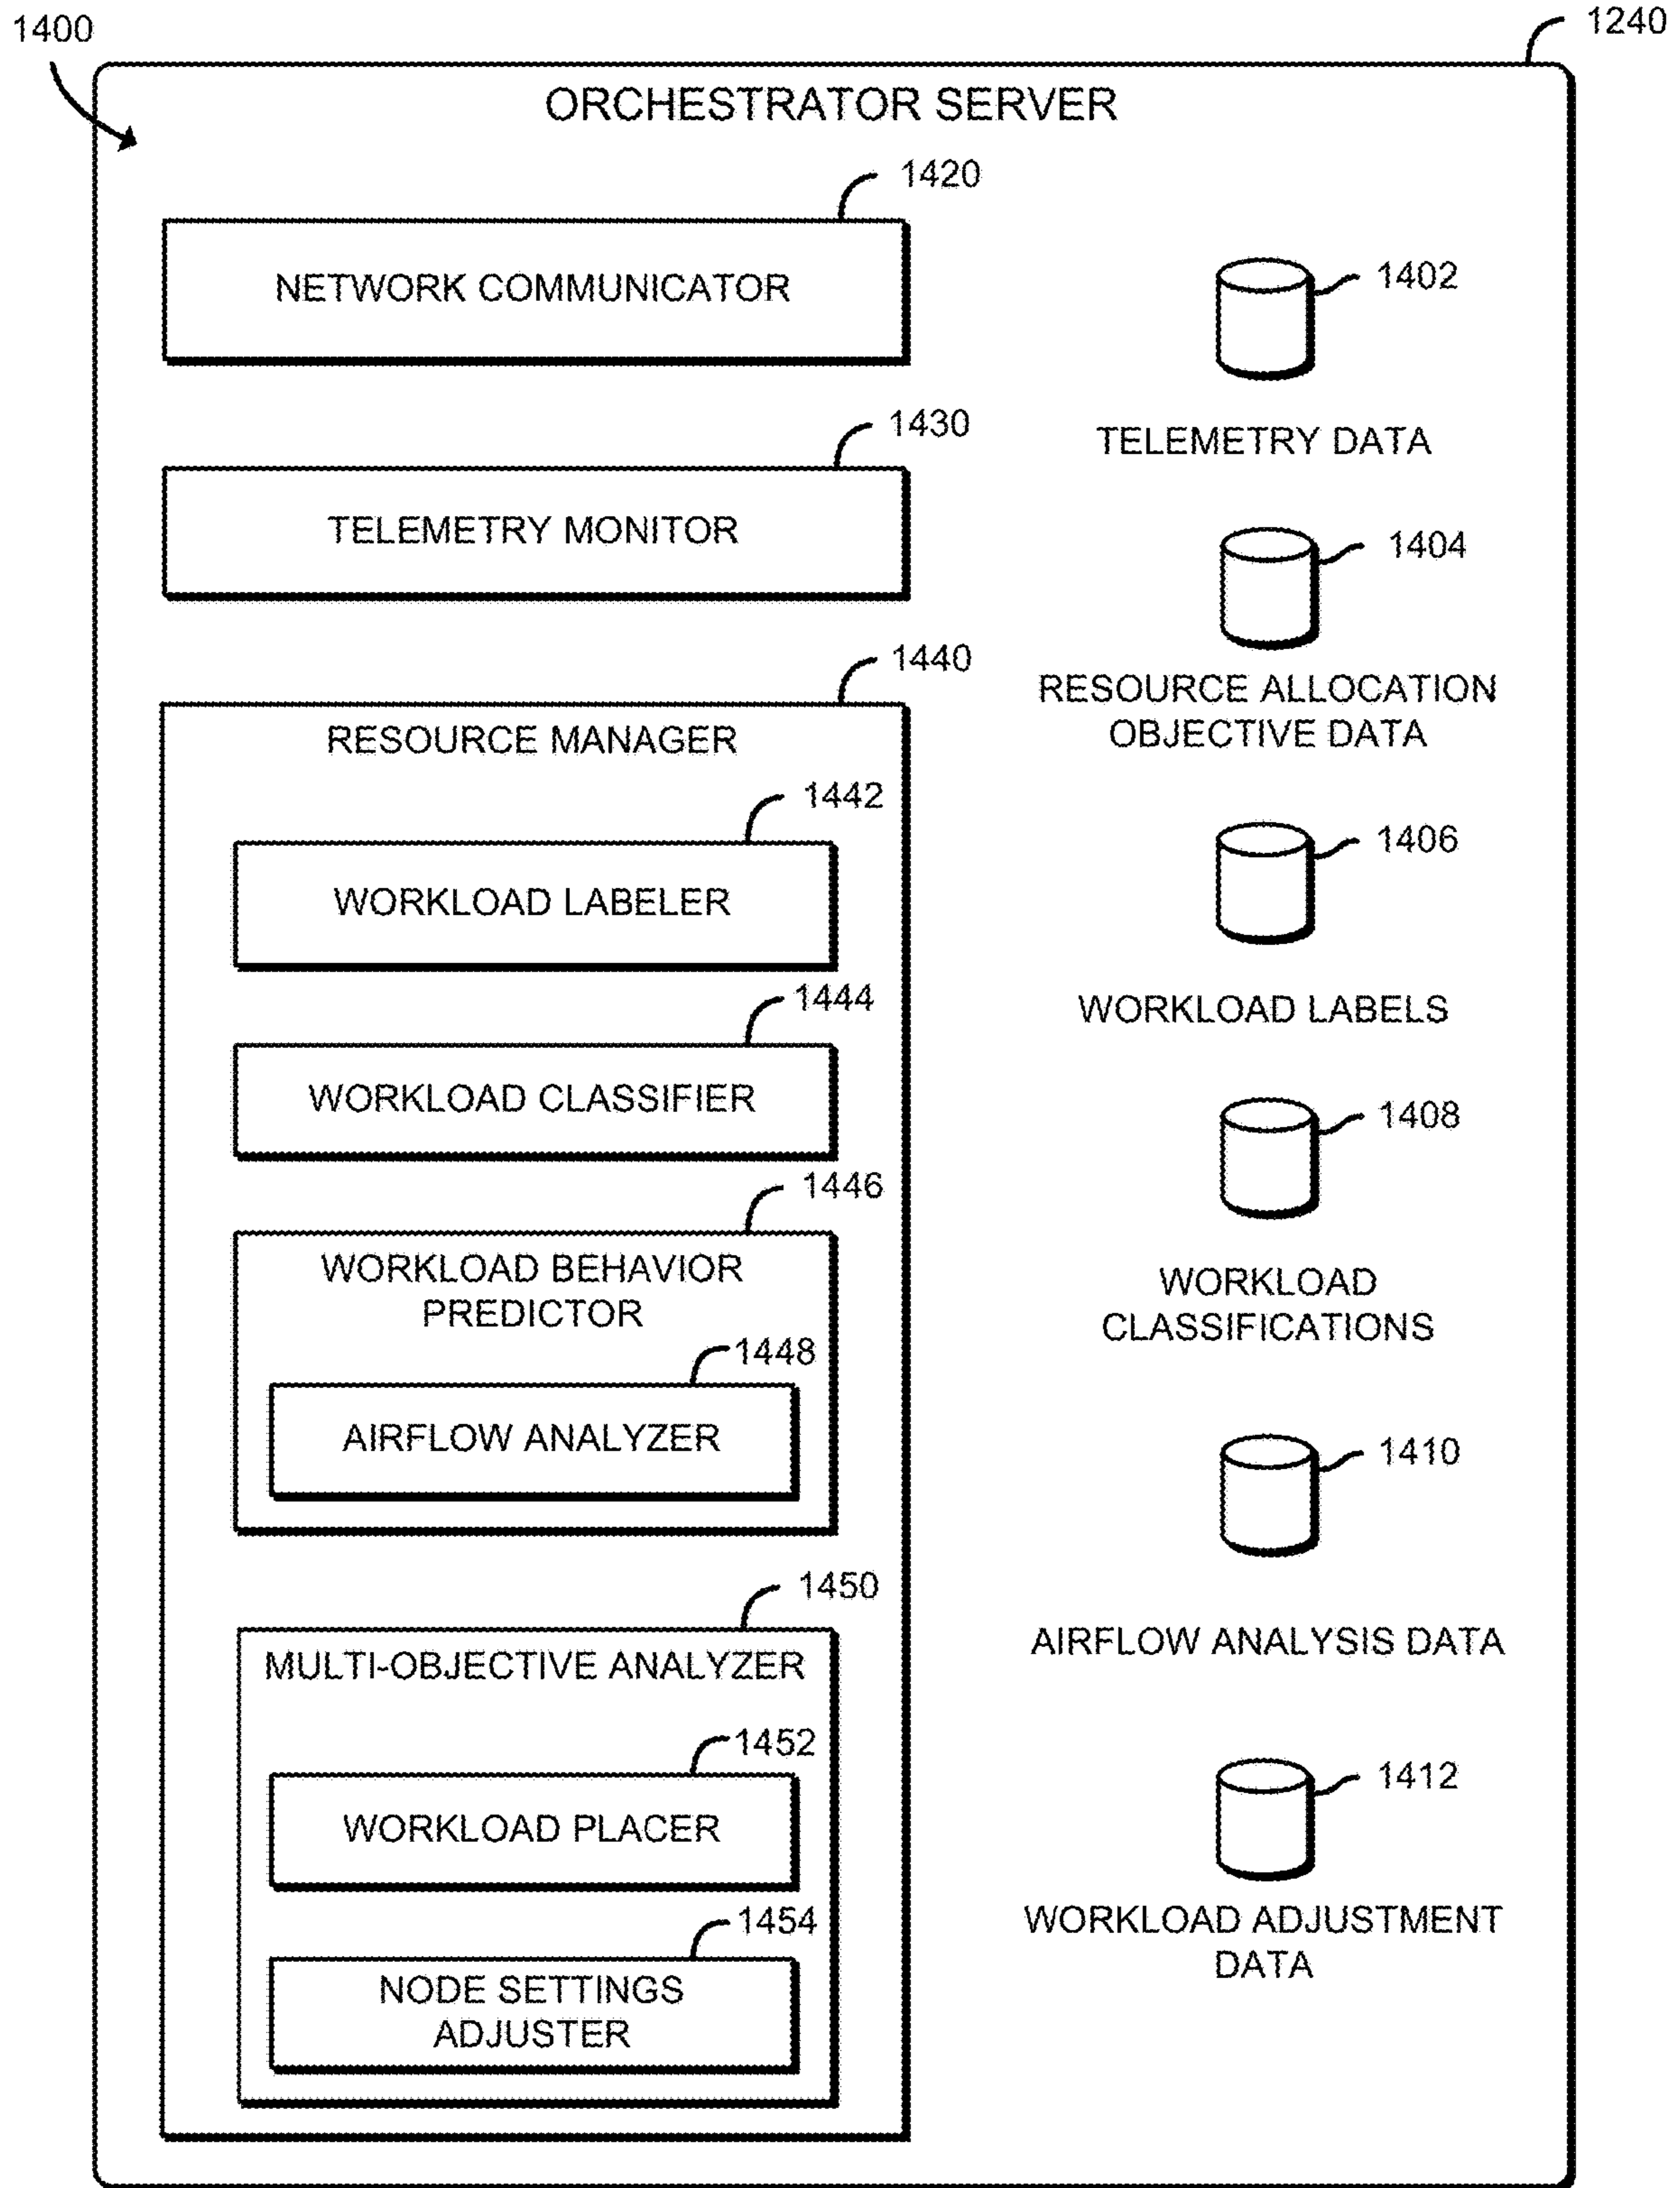 1400
1240
ORCHESTRATOR SERVER
1420
NETWORK COMMUNICATOR
1430
TELEMETRY MONITOR
1440
RESOURCE MANAGER
1442
WORKLOAD LABELER
1444
WORKLOAD CLASSIFIER
1446
WORKLOAD BEHAVIOR
PREDICTOR
1448
AIRFLOW ANALYZER
1450
MULTI-OBJECTIVE ANALYZER
1452
WORKLOAD PLACER
1454
NODE SETTINGS
ADJUSTER
1402
TELEMETRY DATA
1404
RESOURCE ALLOCATION
OBJECTIVE DATA
1406
WORKLOAD LABELS
1408
WORKLOAD
CLASSIFICATIONS
1410
AIRFLOW ANALYSIS DATA
1412
WORKLOAD ADJUSTMENT
DATA